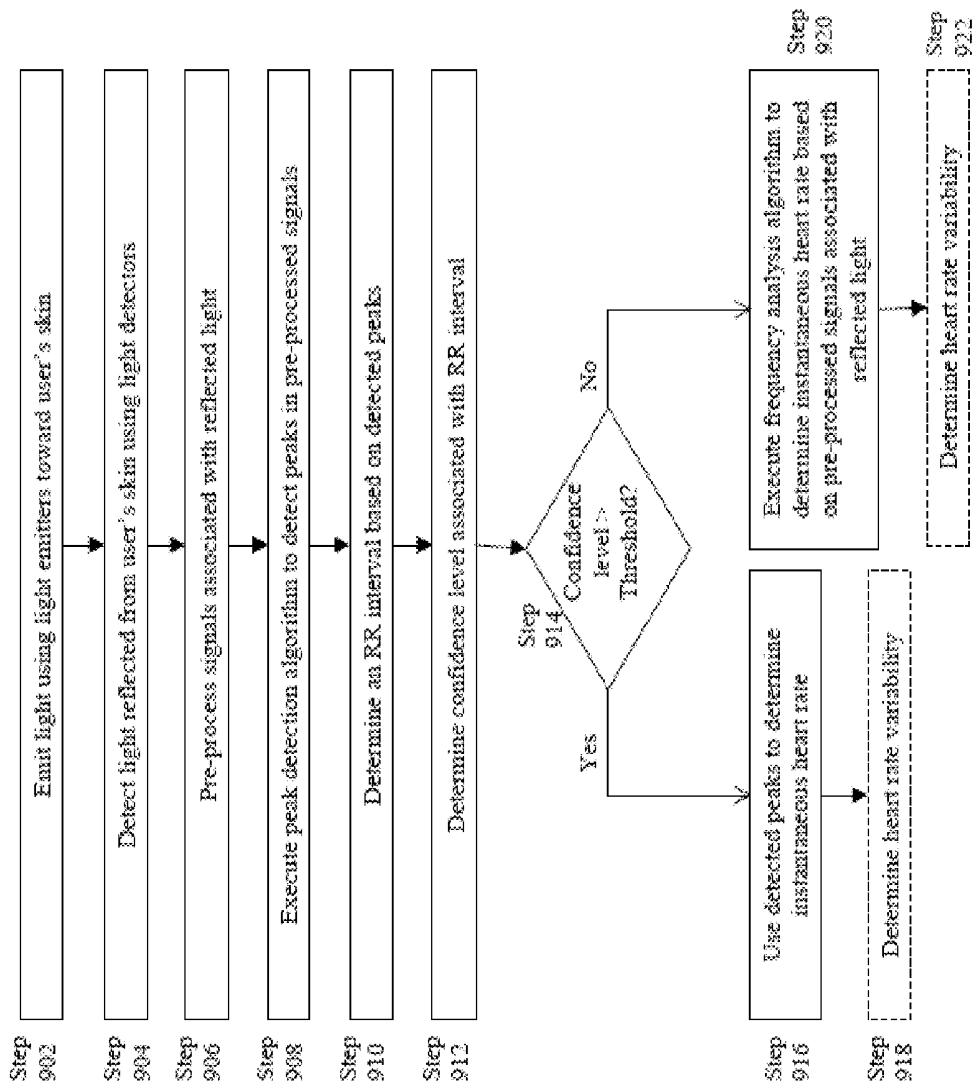 Step
902
Emit light using light emitters toward user's skin
Step
904
Detect light reflected from user's skin using light detectors
Step
906
Pre-process signals associated with reflected light
Step
908
Execute peak detection algorithm to detect peaks in pre-processed signals
Step
910
Determine an RR interval based on detected peaks
Step
912
Determine confidence level associated with RR interval
Step
914
Confidence
level >
Threshold?
Yes
No
Step
916
Use detected peaks to determine
instantaneous heart rate
Step
918
Determine heart rate variability
Execute frequency analysis algorithm to
determine instantaneous heart rate based
on pre-processed signals associated with
reflected light
Step
920
Determine heart rate variability
Step
922